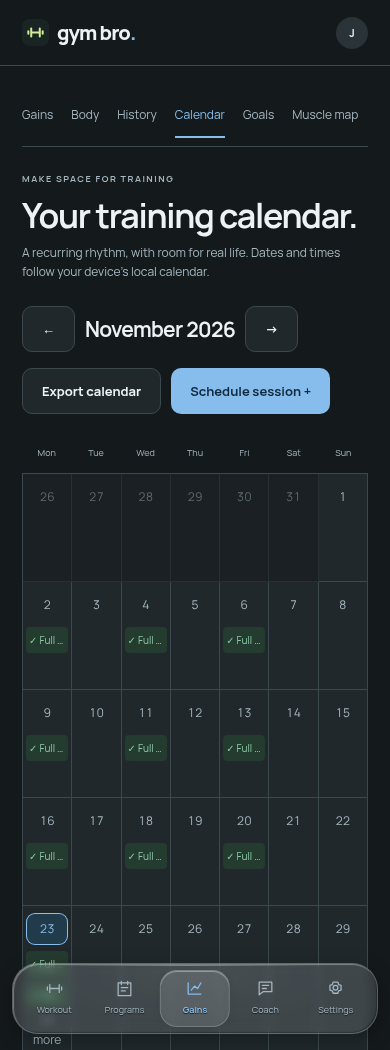 gym bro.
J
Gains Body History Calendar Goals Muscle map
MAKE SPACE FOR TRAINING
Your training calendar.
A recurring rhythm, with room for real life. Dates and times
follow your device's local calendar.
← November 2026 →
Export calendar Schedule session +
Mon Tue Wed Thu Fri Sat Sun
26 27 28 29 30 31 1
2 3 4 5 6 7 8
✓ Full … ✓ Full … ✓ Full …
9 10 11 12 13 14 15
✓ Full … ✓ Full … ✓ Full …
16 17 18 19 20 21 22
✓ Full … ✓ Full … ✓ Full …
23 24 25 26 27 28 29
✓ Full …
Workout Programs Gains Coach Settings
more